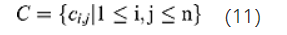 C = {c_{i,j}|1 ≤ i,j ≤ n} (11)